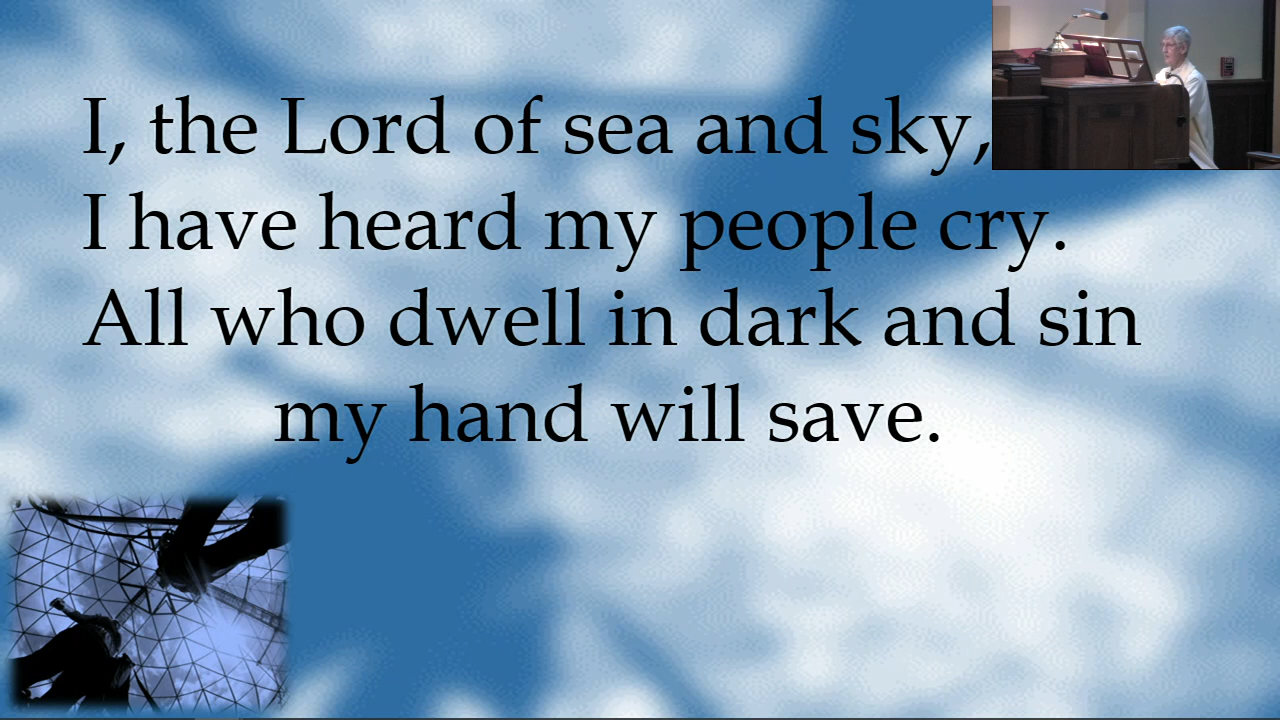 I, the Lord of sea and sky,
I have heard my people cry.
All who dwell in dark and sin
my hand will save.